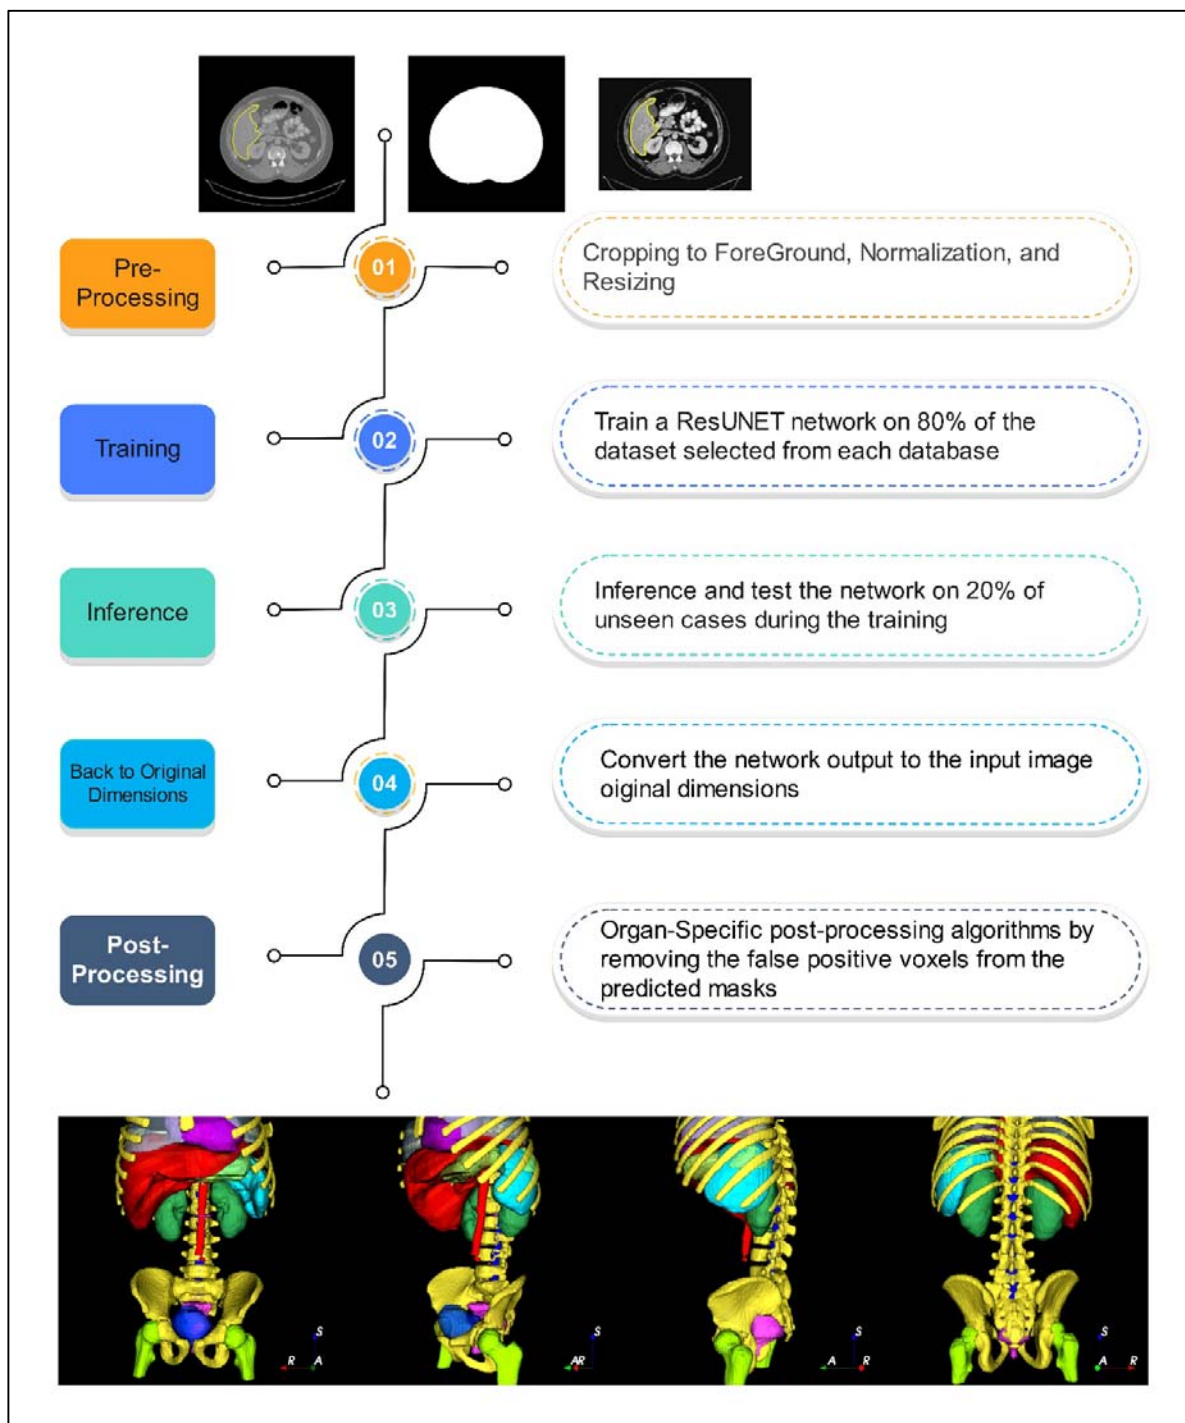 Pre-
Processing
01
Cropping to ForeGround, Normalization, and
Resizing
Training
02
Train a ResUNET network on 80% of the
dataset selected from each database
Inference
03
Inference and test the network on 20% of
unseen cases during the training
Back to Original
Dimensions
04
Convert the network output to the input image
oiginal dimensions
Post-
Processing
05
Organ-Specific post-processing algorithms by
removing the false positive voxels from the
predicted masks
S
R
A
S
AR
S
A
R
S
A
R